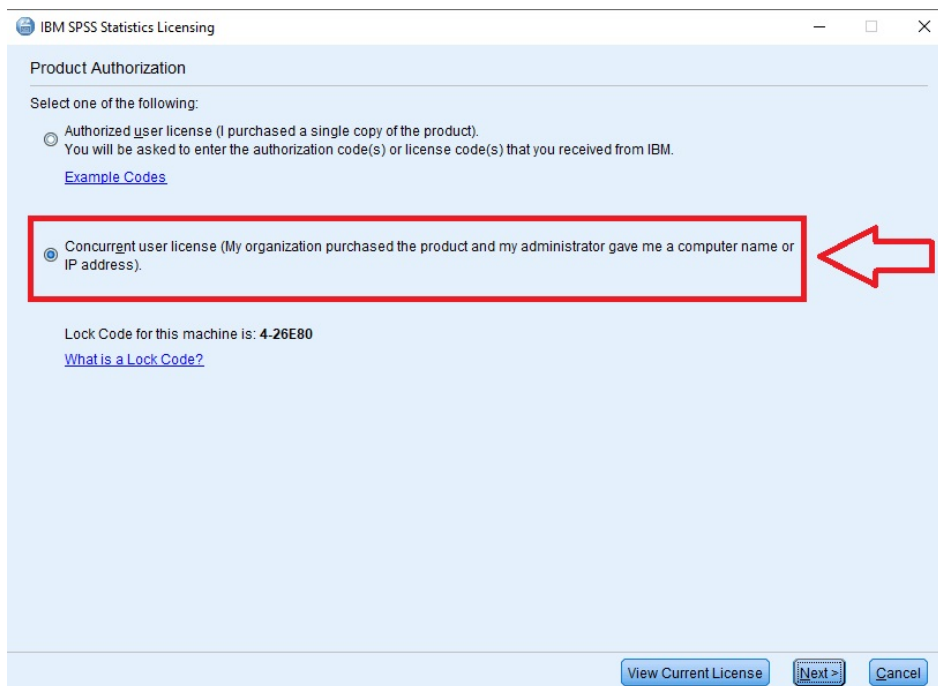 IBM SPSS Statistics Licensing
Product Authorization
Select one of the following:
Authorized user license (I purchased a single copy of the product).
You will be asked to enter the authorization code(s) or license code(s) that you received from IBM.
Example Codes
Concurrent user license (My organization purchased the product and my administrator gave me a computer name or
IP address).
Lock Code for this machine is: 4-26E80
What is a Lock Code?
View Current License
Next >
Cancel